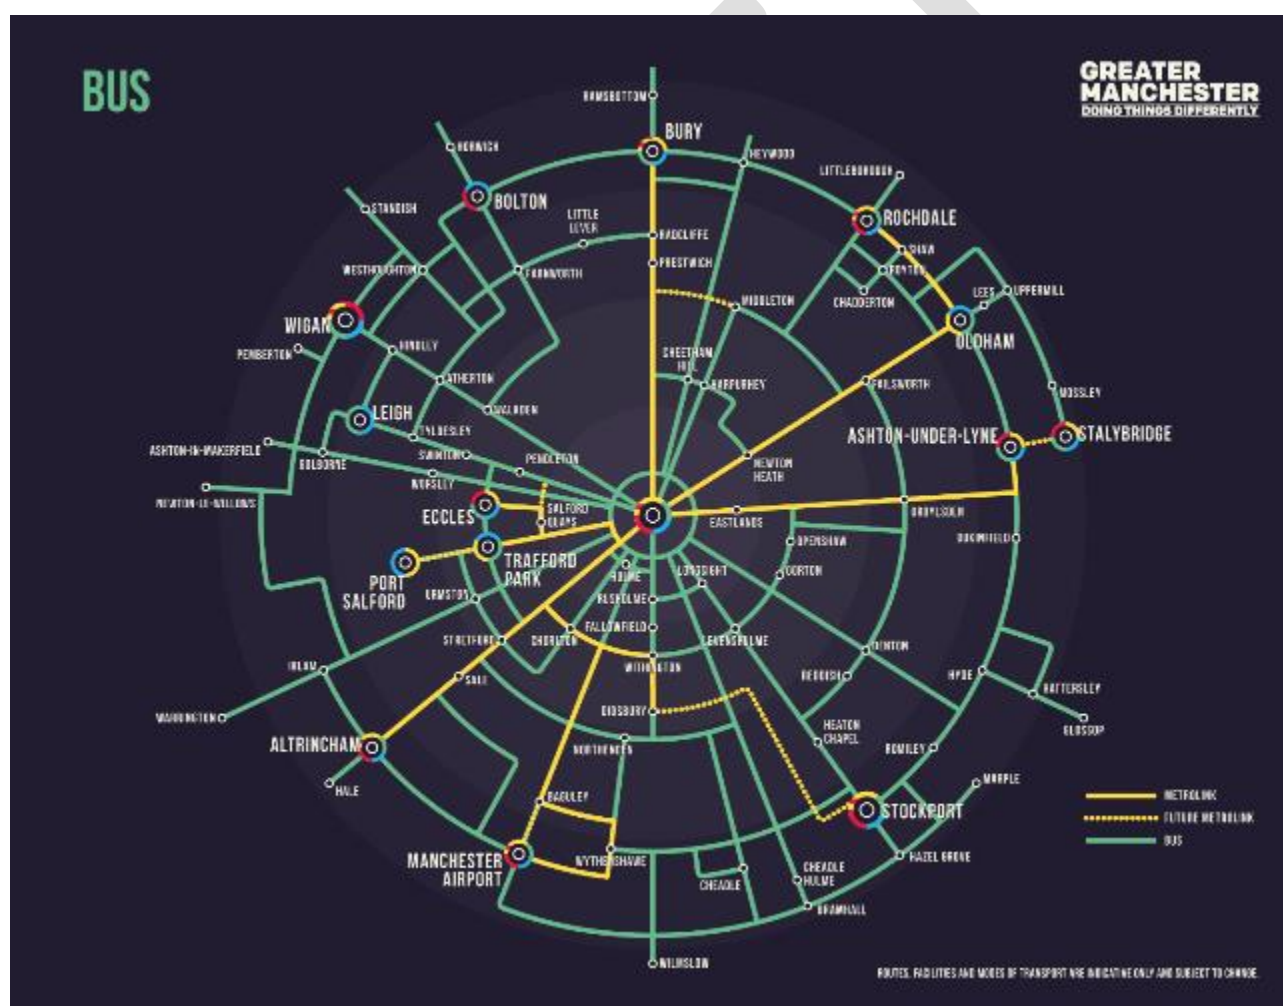 BUS
GREATER
MANCHESTER
DOING THINGS DIFFERENTLY
RAMSBOTTOM
BURY
HORWICH
HEYWOOD
LITTLEBOROUGH
BOLTON
STANDISH
LITTLE
LEVER
ROCHDALE
RADCLIFFE
SHAW
WESTHOUGHTON
FARNWORTH
PRESTWICH
ROYTON
CHADDERTON
LEES
UPPERMILL
MIDDLETON
WIGAN
OLDHAM
PEMBERTON
HINDLEY
CHEETHAM
HILL
ATHERTON
HARPURHEY
FAILSWORTH
MOSSLEY
WALKDEN
LEIGH
TYLDESLEY
ASHTON-UNDER-LYNE
STALYBRIDGE
ASHTON-IN-MAKERFIELD
GOLBORNE
SWINTON
PENDLETON
NEWTON
HEATH
WORSLEY
NEWTON-LE-WILLOWS
ECCLES
SALFORD
QUAYS
EASTLANDS
DROYLSDEN
OPENSHAW
DUKINFIELD
TRAFFORD
PARK
PORT
SALFORD
HULME
LONGSIGHT
GORTON
URMSTON
RUSHOLME
STRETFORD
CHORLTON
FALLOWFIELD
LEVENSHULME
DENTON
IRLAM
SALE
WITHINGTON
REDDISH
HYDE
HATTERSLEY
WARRINGTON
DIDSBURY
GLOSSOP
ALTRINCHAM
NORTHENDEN
HEATON
CHAPEL
ROMILEY
HALE
MARPLE
BAGULEY
STOCKPORT
METROLINK
FUTURE METROLINK
BUS
MANCHESTER
AIRPORT
WYTHENSHAWE
CHEADLE
CHEADLE
HULME
HAZEL GROVE
BRAMHALL
WILMSLOW
ROUTES, FACILITIES AND MODES OF TRANSPORT ARE INDICATIVE ONLY AND SUBJECT TO CHANGE.